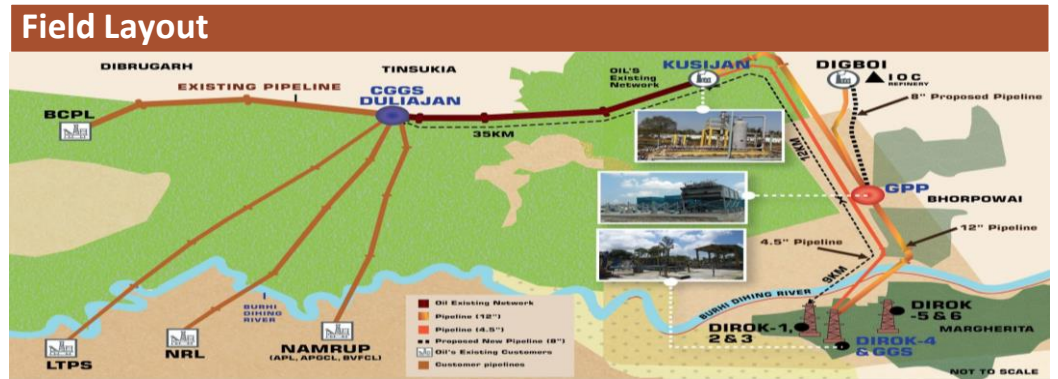 Field Layout
DIBRUGARH
TINSUKIA
OIL'S
Existing
Network
KUSIJAN
DIGBOI
IOC
REFINERY
EXISTING PIPELINE
CGGS
DULIAJAN
8" Proposed Pipeline
BCPL
35KM
12KM
GPP
BHORPOWAI
12" Pipeline
4.5" Pipeline
9KM
BURHI DIHING RIVER
BURHI
DIHING
RIVER
DIROK-1,
2 & 3
DIROK
-5 & 6
MARGHERITA
DIROK-4
& GGS
LTPS
NRL
NAMRUP
(APL, APGCL, BVFCL)
Oil Existing Network
Pipeline (12")
Pipeline (4.5")
Proposed New Pipeline (8")
Oil's Existing Customers
Customer pipelines
NOT TO SCALE